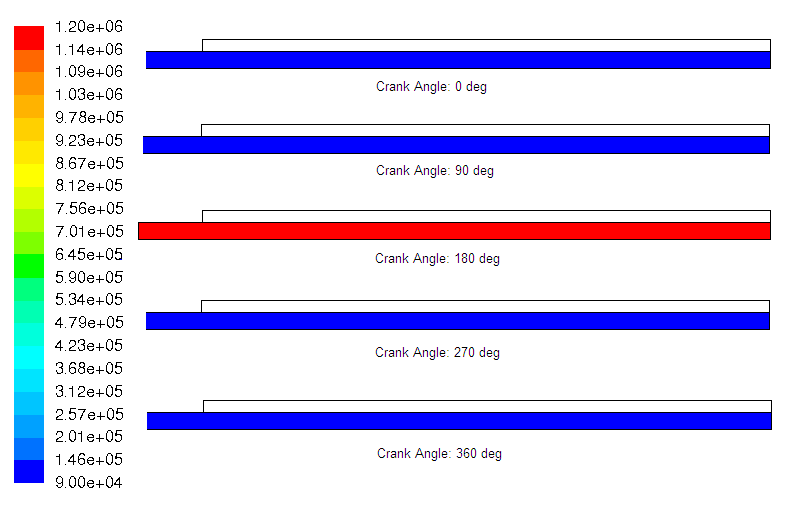 1.20e+06
1.14e+06
1.09e+06
1.03e+06
9.78e+05
9.23e+05
8.67e+05
8.12e+05
7.56e+05
7.01e+05
6.45e+05
5.90e+05
5.34e+05
4.79e+05
4.23e+05
3.68e+05
3.12e+05
2.57e+05
2.01e+05
1.46e+05
9.00e+04
Crank Angle: 0 deg
Crank Angle: 90 deg
Crank Angle: 180 deg
Crank Angle: 270 deg
Crank Angle: 360 deg